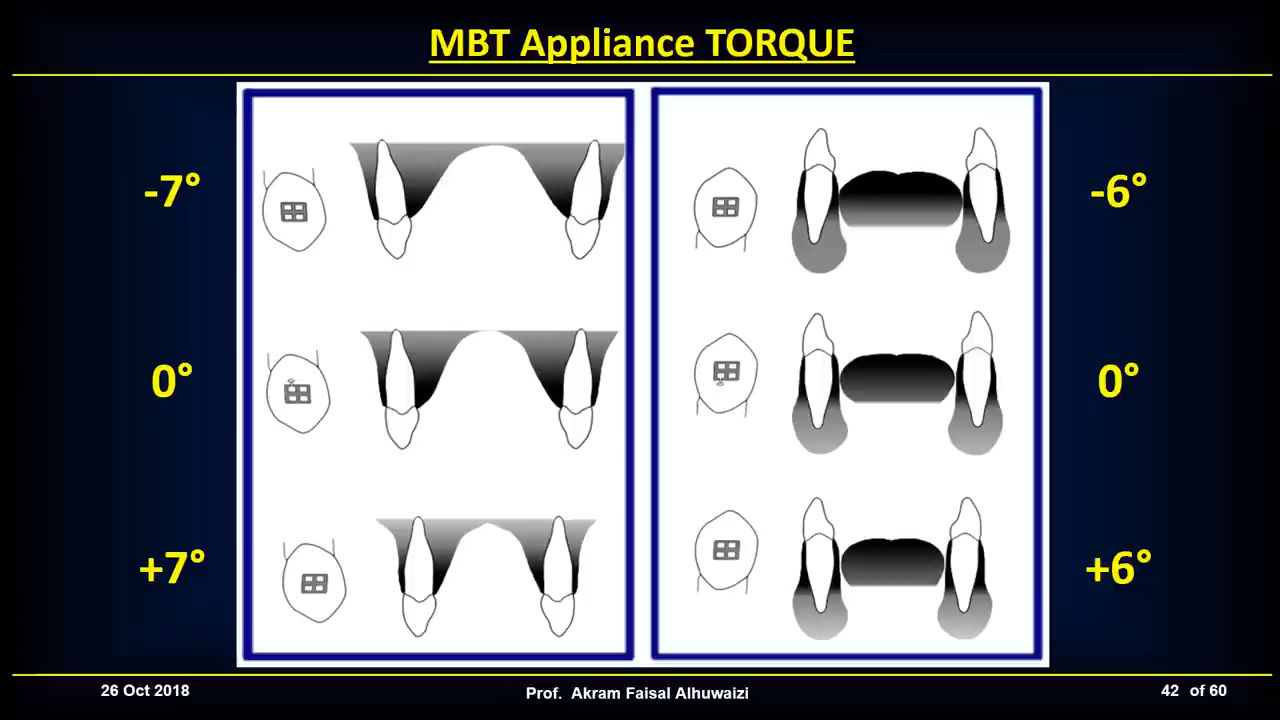 MBT Appliance TORQUE
-7°
-6°
0°
0°
+7°
+6°
26 Oct 2018
Prof. Akram Faisal Alhuwaizi
42 of 60